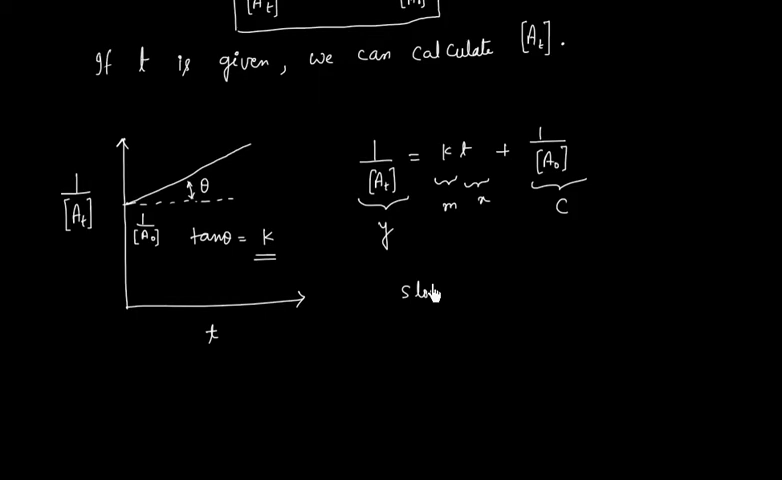 [At]
If t is given, we can calculate [At].
1/[At] = kt + 1/[A0]
m x
y
C
1/[At]
θ
1/[A0]
tanθ = k
t
slo